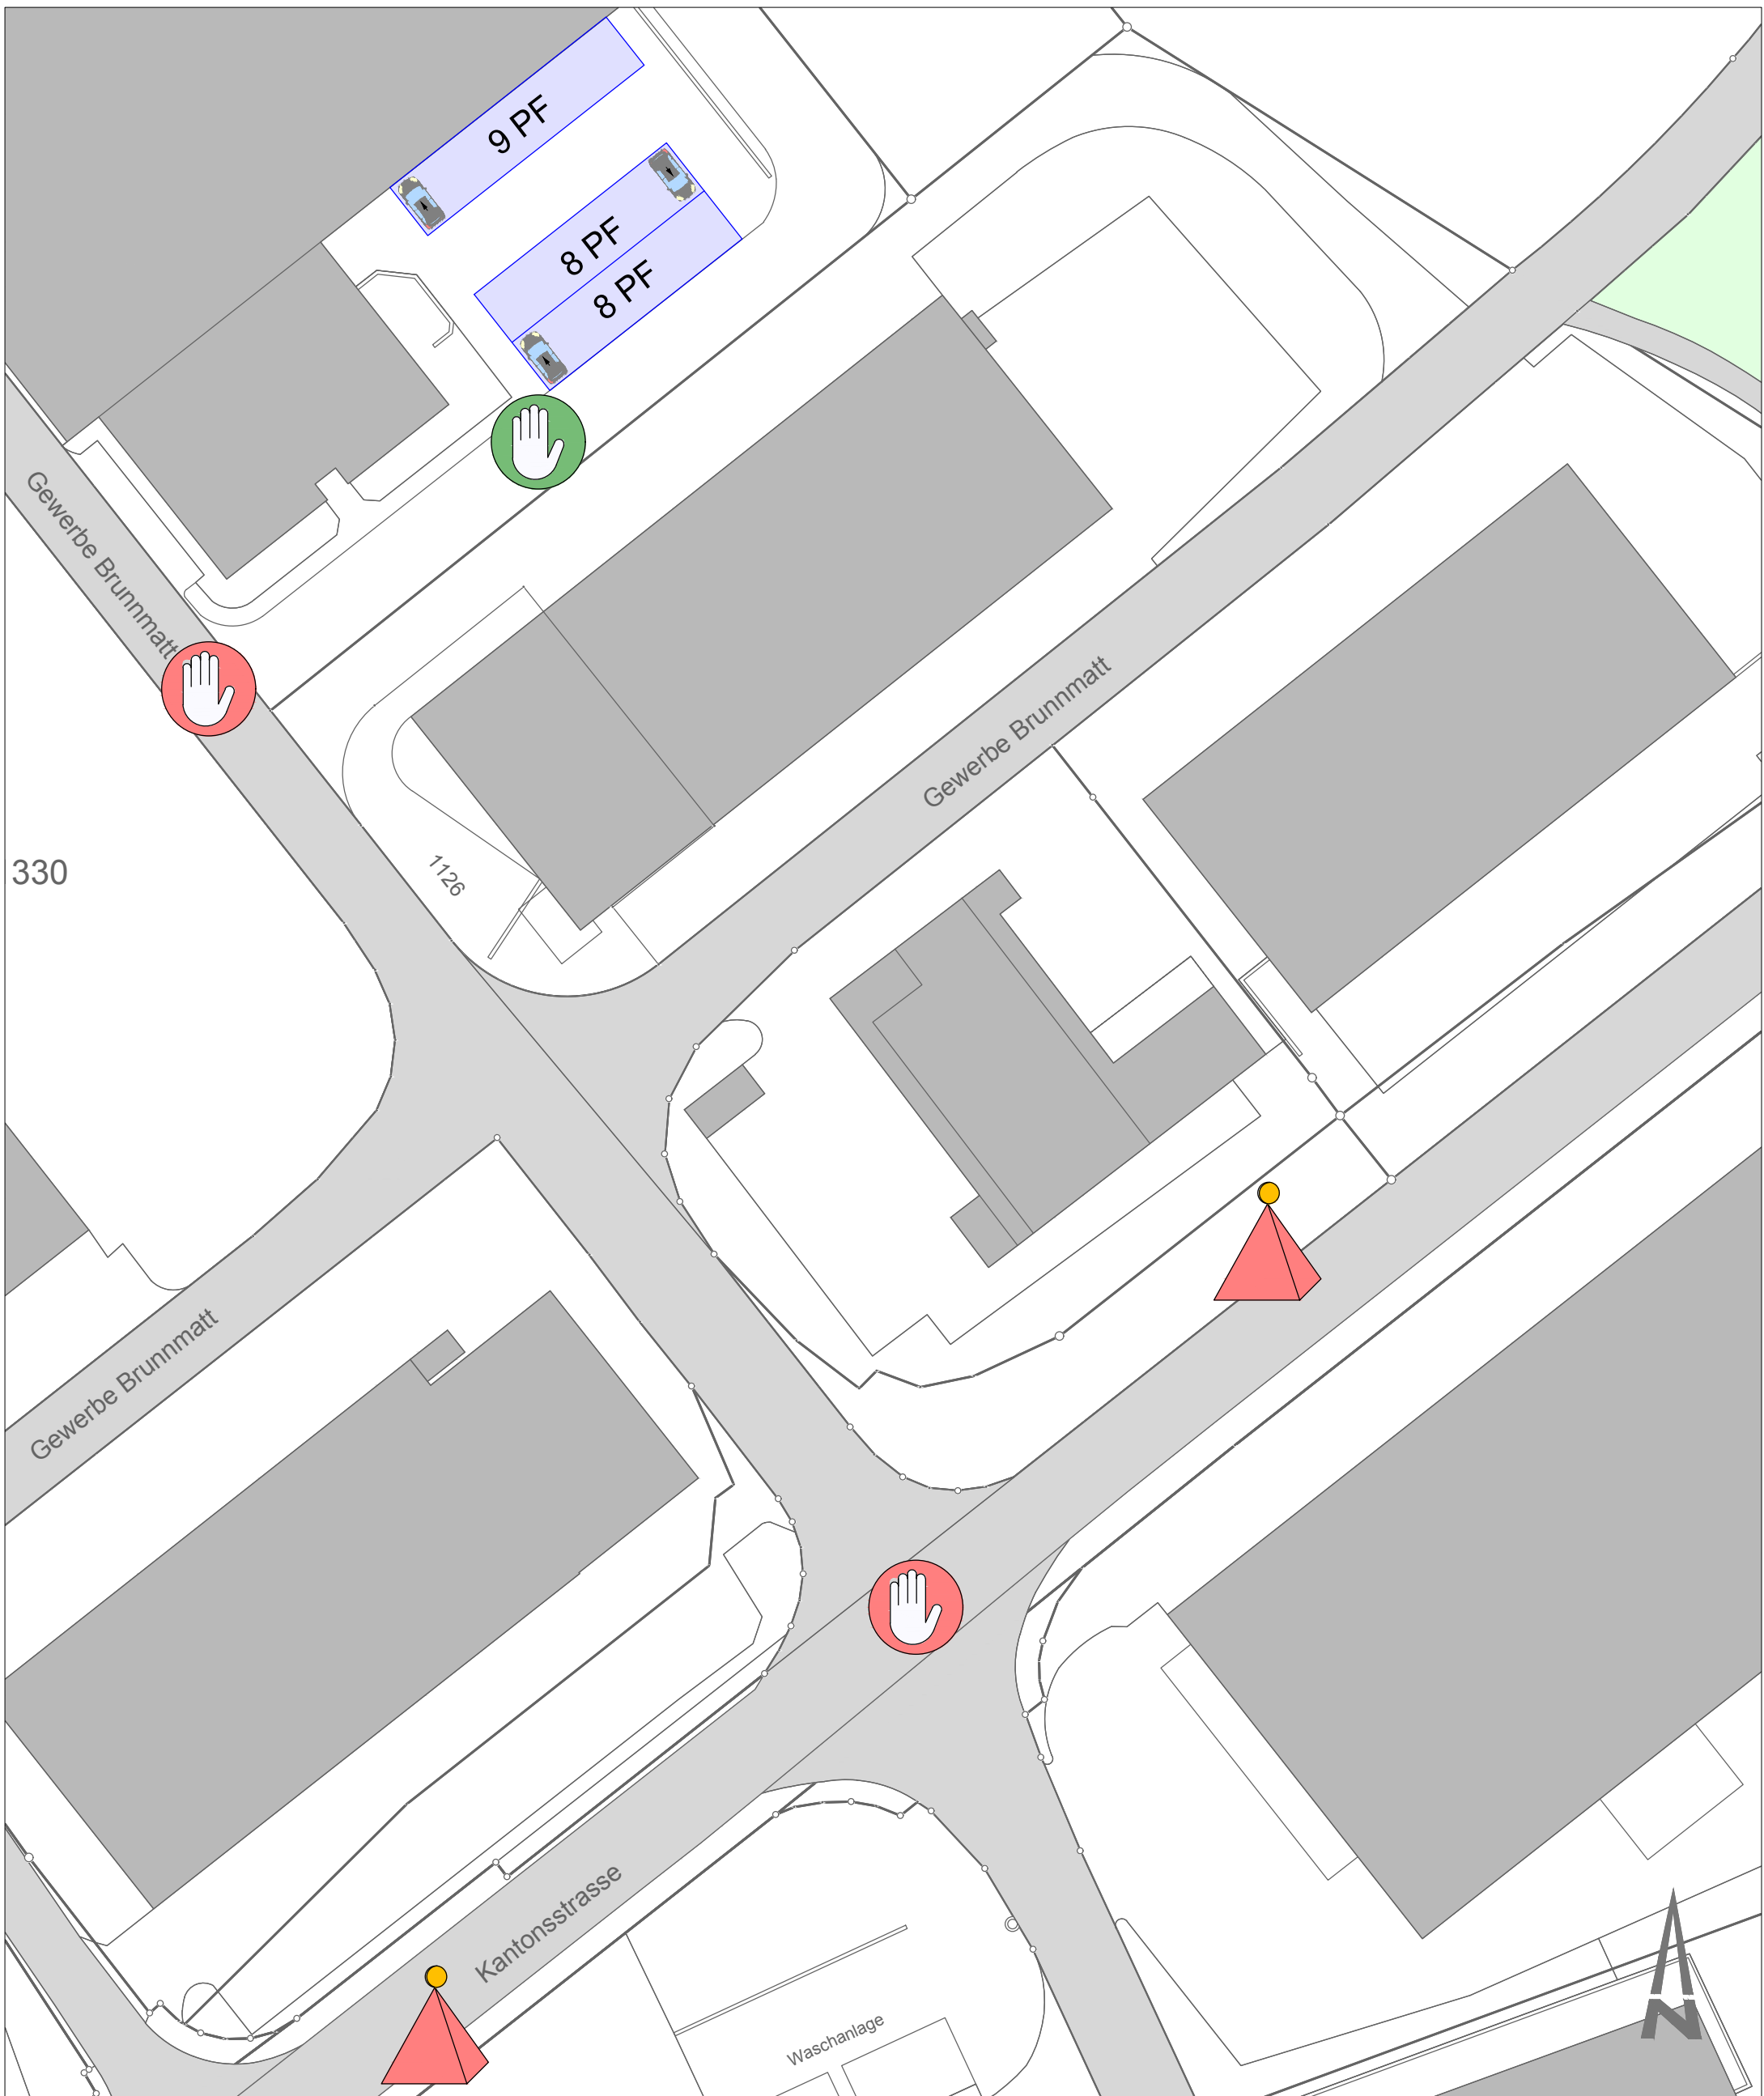 9 PF
8 PF
8 PF
Gewerbe Brunnmatt
Gewerbe Brunnmatt
330
1126
Gewerbe Brunnmatt
Kantonsstrasse
Waschanlage
N